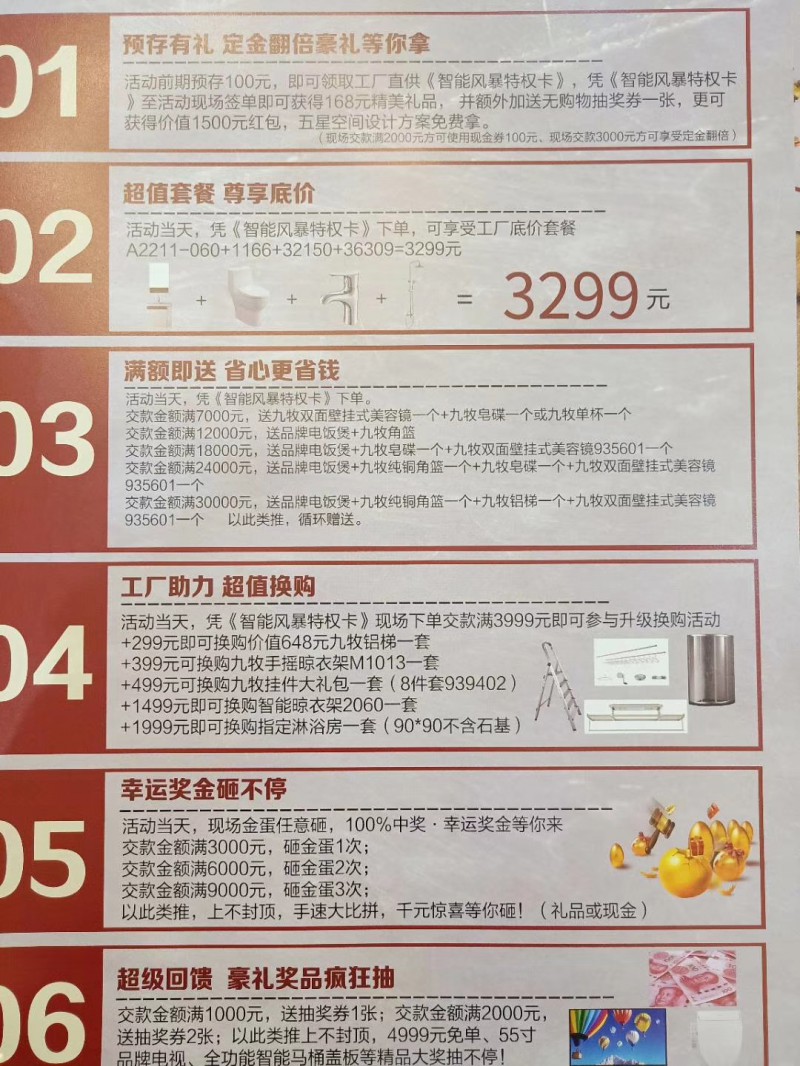 01
预存有礼 定金翻倍豪礼等你拿
活动前期预存100元，即可领取工厂直供《智能风暴特权卡》，凭《智能风暴特权卡
》至活动现场签单即可获得168元精美礼品，并额外加送无购物抽奖券一张，更可
获得价值1500元红包，五星空间设计方案免费拿。
（现场交款满2000元方可使用现金券100元、现场交款3000元方可享受定金翻倍）
02
超值套餐 尊享底价
活动当天，凭《智能风暴特权卡》下单，可享受工厂底价套餐
A2211-060+1166+32150+36309=3299元
+ + + = 3299元
03
满额即送 省心更省钱
活动当天，凭《智能风暴特权卡》下单。
交款金额满7000元，送九牧双面壁挂式美容镜一个+九牧皂碟一个或九牧单杯一个
交款金额满12000元，送品牌电饭煲+九牧角篮
交款金额满18000元，送品牌电饭煲+九牧皂碟一个+九牧双面壁挂式美容镜935601一个
交款金额满24000元，送品牌电饭煲+九牧纯铜角篮一个+九牧皂碟一个+九牧双面壁挂式美容镜
935601一个
交款金额满30000元，送品牌电饭煲+九牧纯铜角篮一个+九牧铝梯一个+九牧双面壁挂式美容镜
935601一个 以此类推，循环赠送。
04
工厂助力 超值换购
活动当天，凭《智能风暴特权卡》现场下单交款满3999元即可参与升级换购活动
+299元即可换购价值648元九牧铝梯一套
+399元可换购九牧手摇晾衣架M1013一套
+499元可换购九牧挂件大礼包一套（8件套939402）
+1499元即可换购智能晾衣架2060一套
+1999元即可换购指定淋浴房一套（90*90不含石基）
05
幸运奖金砸不停
活动当天，现场金蛋任意砸，100%中奖·幸运奖金等你来
交款金额满3000元，砸金蛋1次；
交款金额满6000元，砸金蛋2次；
交款金额满9000元，砸金蛋3次；
以此类推，上不封顶，手速大比拼，千元惊喜等你砸！（礼品或现金）
06
超级回馈 豪礼奖品疯狂抽
交款金额满1000元，送抽奖券1张；交款金额满2000元，
送抽奖券2张；以此类推上不封顶，4999元免单、55寸
品牌电视、全功能智能马桶盖板等精品大奖抽不停！